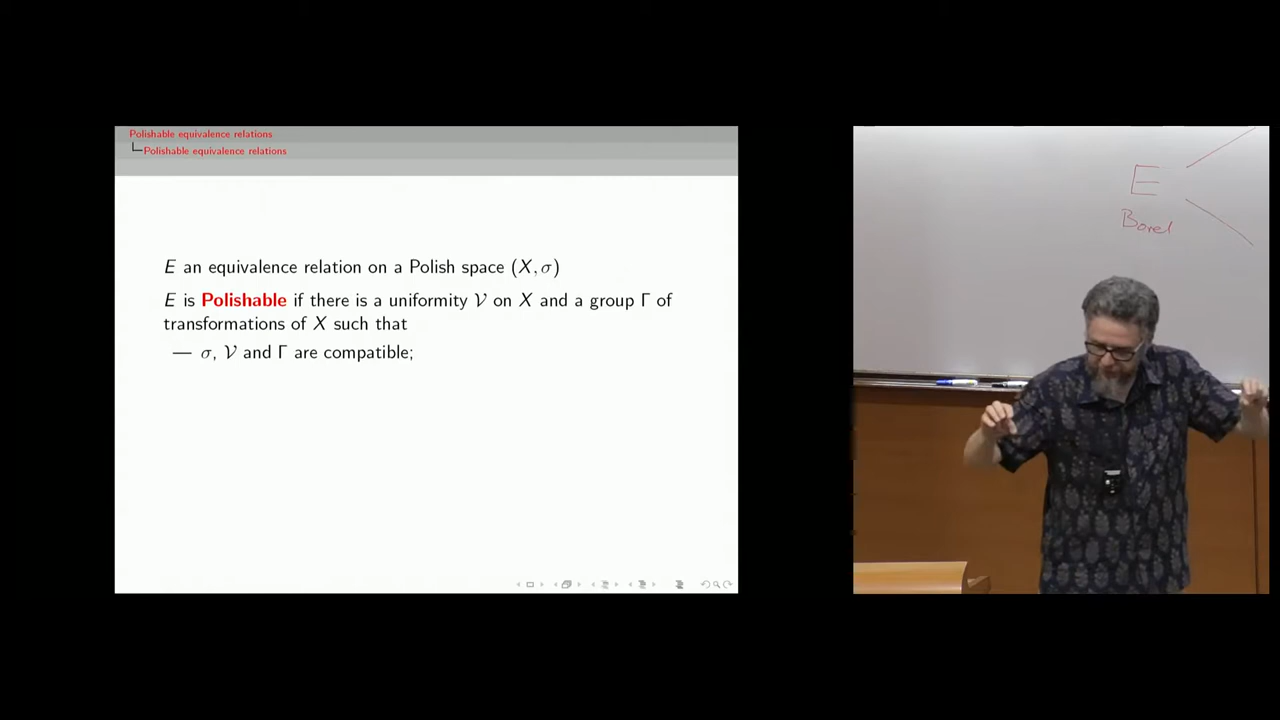 Polishable equivalence relations
Polishable equivalence relations
E an equivalence relation on a Polish space (X, σ)
E is Polishable if there is a uniformity 𝒱 on X and a group Γ of
transformations of X such that
— σ, 𝒱 and Γ are compatible;
E
Borel